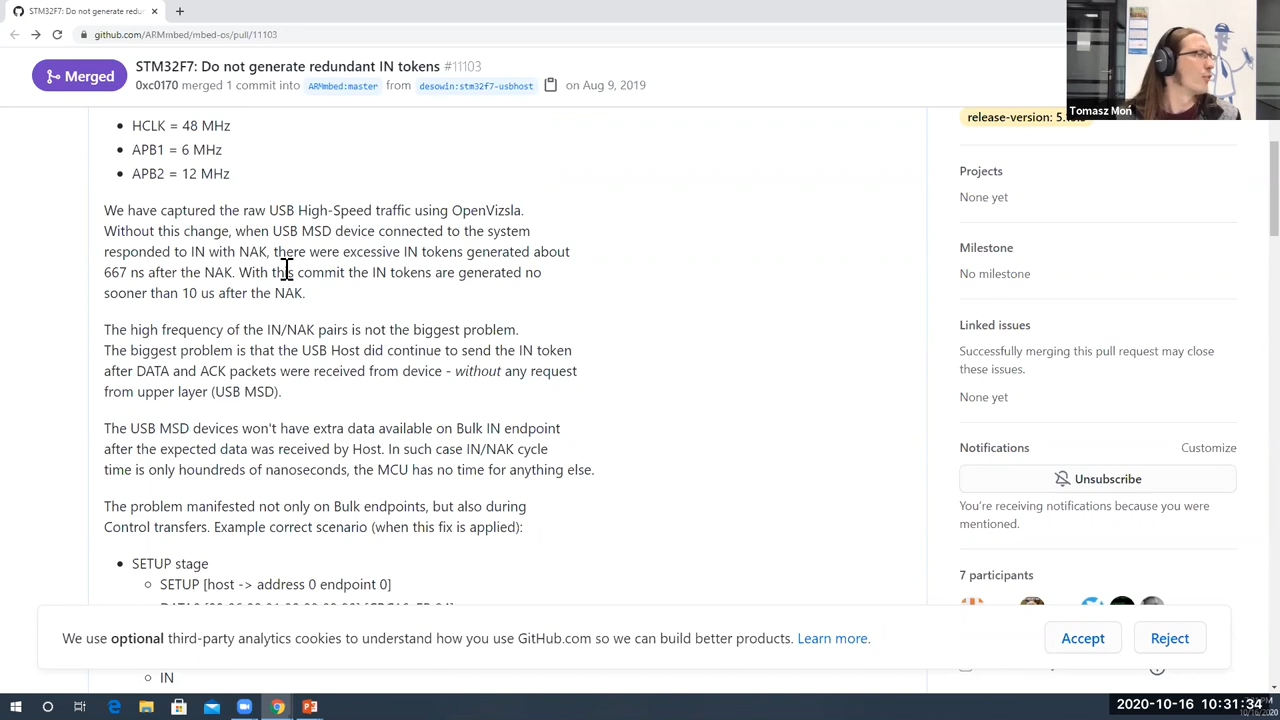 STM32F7: Do not generate redun
github.com/ARMmbed/mbed-os/pull/11103
Merged
STM32F7: Do not generate redundant IN tokens #11103
0xc0170 merged 1 commit into ARMmbed:master from desowin:stm32f7-usbhost on Aug 9, 2019
Tomasz Moń
HCLK = 48 MHz
APB1 = 6 MHz
APB2 = 12 MHz
We have captured the raw USB High-Speed traffic using OpenVizsla.
Without this change, when USB MSD device connected to the system
responded to IN with NAK, there were excessive IN tokens generated about
667 ns after the NAK. With this commit the IN tokens are generated no
sooner than 10 us after the NAK.
The high frequency of the IN/NAK pairs is not the biggest problem.
The biggest problem is that the USB Host did continue to send the IN token
after DATA and ACK packets were received from device - without any request
from upper layer (USB MSD).
The USB MSD devices won't have extra data available on Bulk IN endpoint
after the expected data was received by Host. In such case IN/NAK cycle
time is only houndreds of nanoseconds, the MCU has no time for anything else.
The problem manifested not only on Bulk endpoints, but also during
Control transfers. Example correct scenario (when this fix is applied):
SETUP stage
SETUP [host -> address 0 endpoint 0]
IN
release-version:
Projects
None yet
Milestone
No milestone
Linked issues
Successfully merging this pull request may close
these issues.
None yet
Notifications Customize
Unsubscribe
You're receiving notifications because you were
mentioned.
7 participants
We use optional third-party analytics cookies to understand how you use GitHub.com so we can build better products. Learn more.
Accept
Reject
2020-10-16 10:31:34